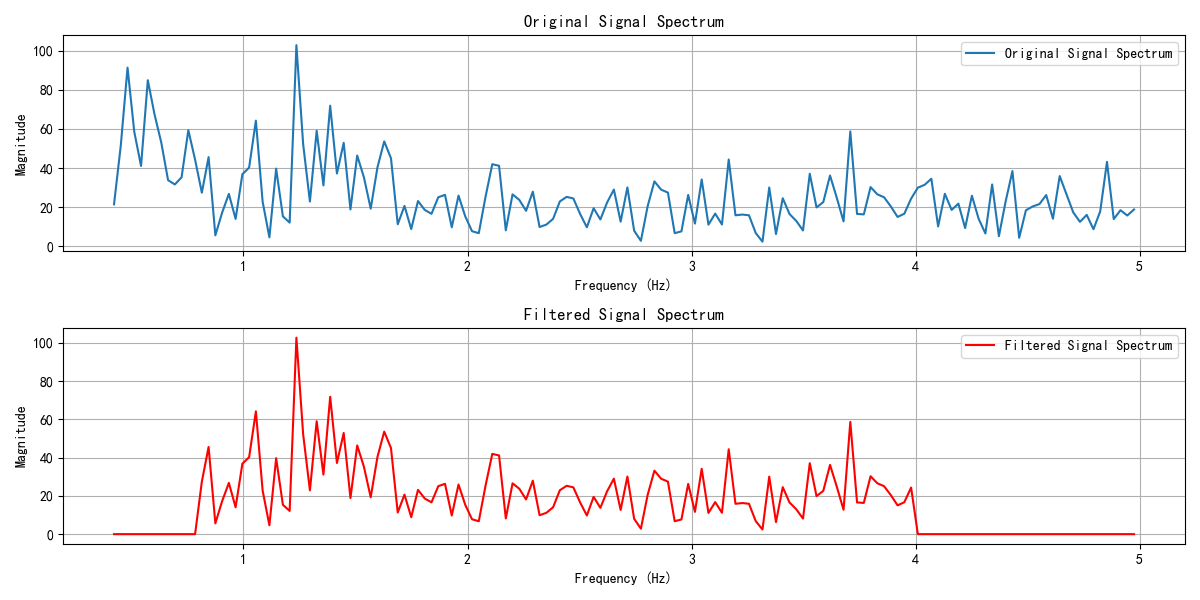 Original Signal Spectrum
Original Signal Spectrum
Magnitude
100
80
60
40
20
0
1
2
3
4
5
Frequency (Hz)
Filtered Signal Spectrum
Filtered Signal Spectrum
Magnitude
100
80
60
40
20
0
1
2
3
4
5
Frequency (Hz)